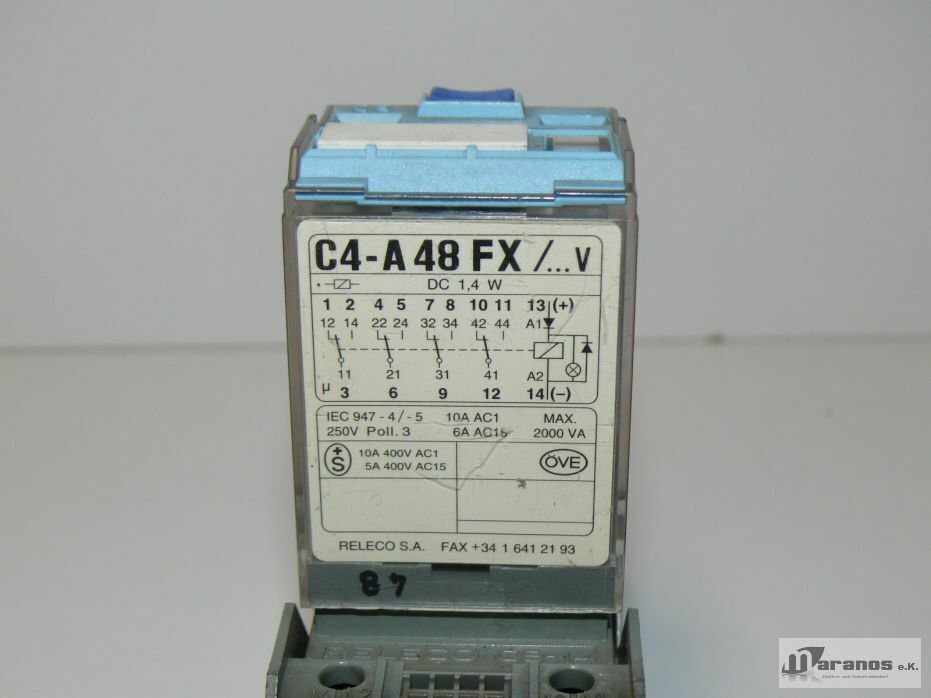 C4-A 48 FX /... V
DC 1,4 W
1 2 4 5 7 8 10 11 13 (+)
12 14 22 24 32 34 42 44 A1
11 21 31 41 A2
µ 3 6 9 12 14 (−)
IEC 947 - 4 / - 5 10A AC1 MAX.
250V Poll. 3 6A AC15 2000 VA
+S 10A 400V AC1 ÖVE
5A 400V AC15
RELECO S.A. FAX +34 1 641 21 93
87
RELECO
Maranos e.K.